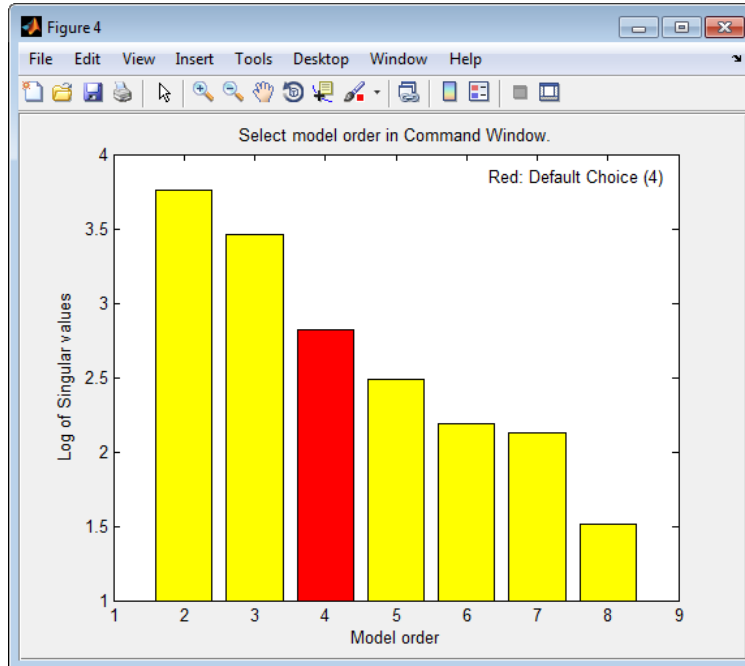 Figure 4
File Edit View Insert Tools Desktop Window Help
Select model order in Command Window.
Red: Default Choice (4)
4
3.5
3
2.5
2
1.5
1
Log of Singular values
1 2 3 4 5 6 7 8 9
Model order